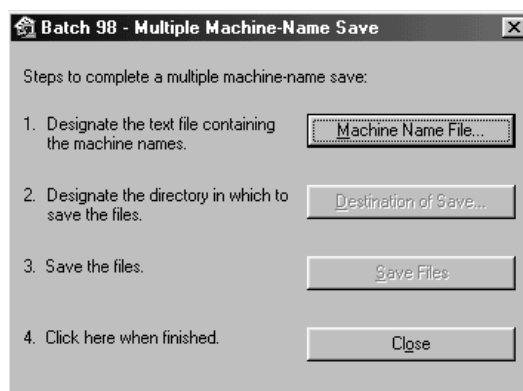 Batch 98 - Multiple Machine-Name Save
Steps to complete a multiple machine-name save:
1. Designate the text file containing
the machine names.
Machine Name File...
2. Designate the directory in which to
save the files.
Destination of Save...
3. Save the files.
Save Files
4. Click here when finished.
Close